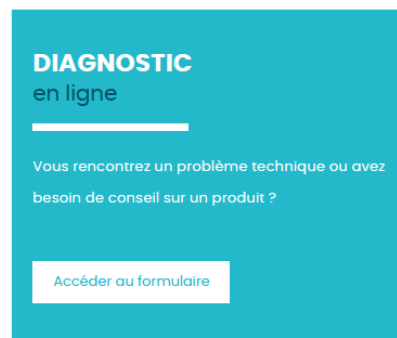 DIAGNOSTIC
en ligne
Vous rencontrez un problème technique ou avez
besoin de conseil sur un produit ?
Accéder au formulaire